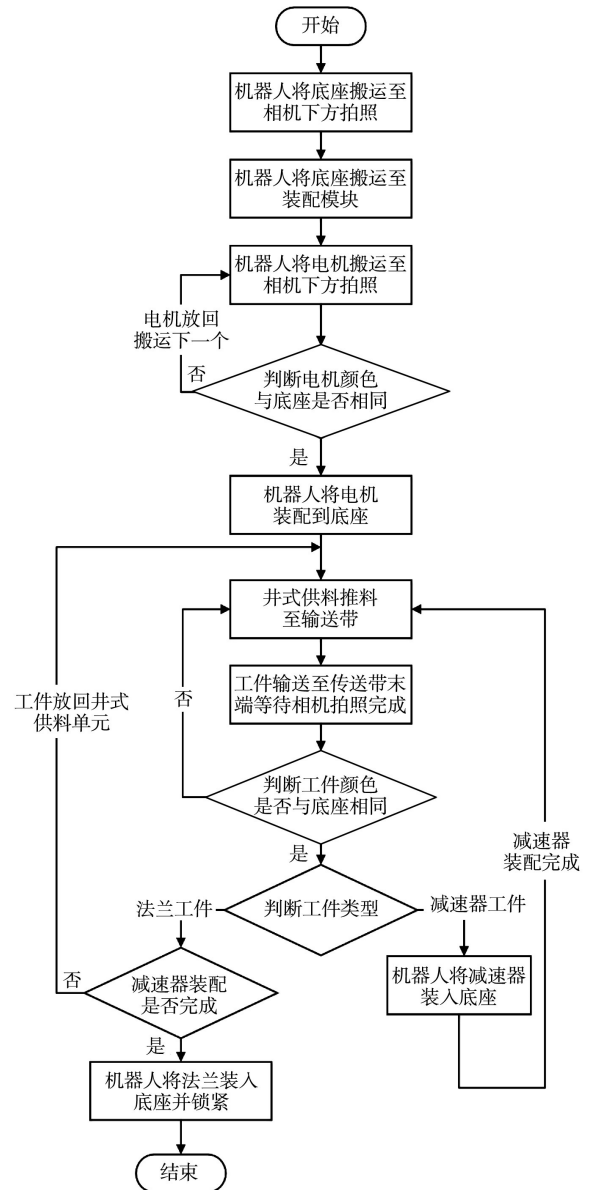 开始
机器人将底座搬运至
相机下方拍照
机器人将底座搬运至
装配模块
机器人将电机搬运至
相机下方拍照
电机放回
搬运下一个
否
判断电机颜色
与底座是否相同
是
机器人将电机
装配到底座
井式供料推料
至输送带
工件放回井式
供料单元
否
工件输送至传送带末
端等待相机拍照完成
判断工件颜色
是否与底座相同
是
减速器
装配完成
法兰工件
判断工件类型
减速器工件
否
减速器装配
是否完成
机器人将减速器
装入底座
是
机器人将法兰装入
底座并锁紧
结束